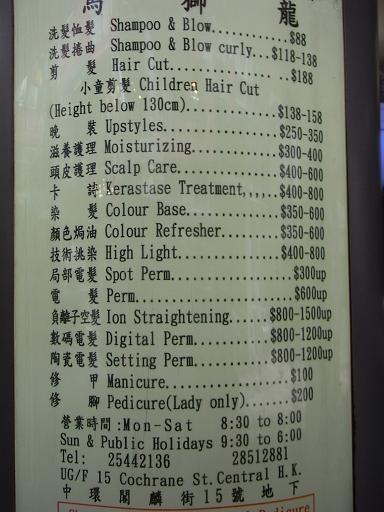 獅 龍
洗髮恤髮 Shampoo & Blow.....$88
洗髮捲曲 Shampoo & Blow curly...$118-138
剪 髮 Hair Cut...............$188
小童剪髮 Children Hair Cut
(Height below 130cm)............$138-158
晚 裝 Upstyles...............$250-350
滋養護理 Moisturizing...........$300-400
頭皮護理 Scalp Care.............$400-600
卡 詩 Kerastase Treatment,,...$400-800
染 髮 Colour Base............$350-600
顏色焗油 Colour Refresher.......$350-600
技術挑染 High Light.............$400-800
局部電髮 Spot Perm...............$300up
電 髮 Perm...................$600up
負離子空髮 Ion Straightening......$800-1500up
數碼電髮 Digital Perm..........$800-1200up
陶瓷電髮 Setting Perm..........$800-1200up
修 甲 Manicure...............$100
修 腳 Pedicure(Lady only).......$200
營業時間:Mon-Sat 8:30 to 8:00
Sun & Public Holidays 9:30 to 6:00
Tel: 25442136 28512881
UG/F 15 Cochrane St. Central H.K.
中環閣麟街15號地下